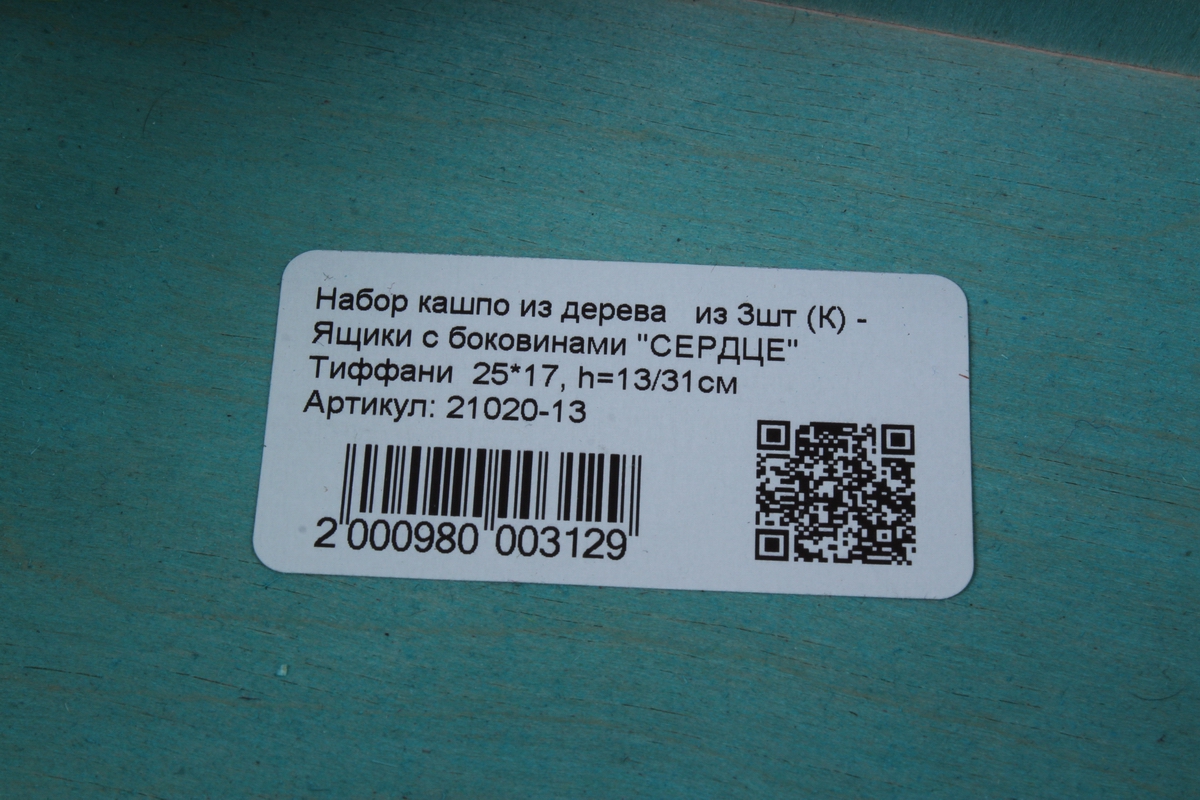 Набор кашпо из дерева из 3шт (К) -
Ящики с боковинами "СЕРДЦЕ"
Тиффани 25*17, h=13/31см
Артикул: 21020-13
2 000980 003129